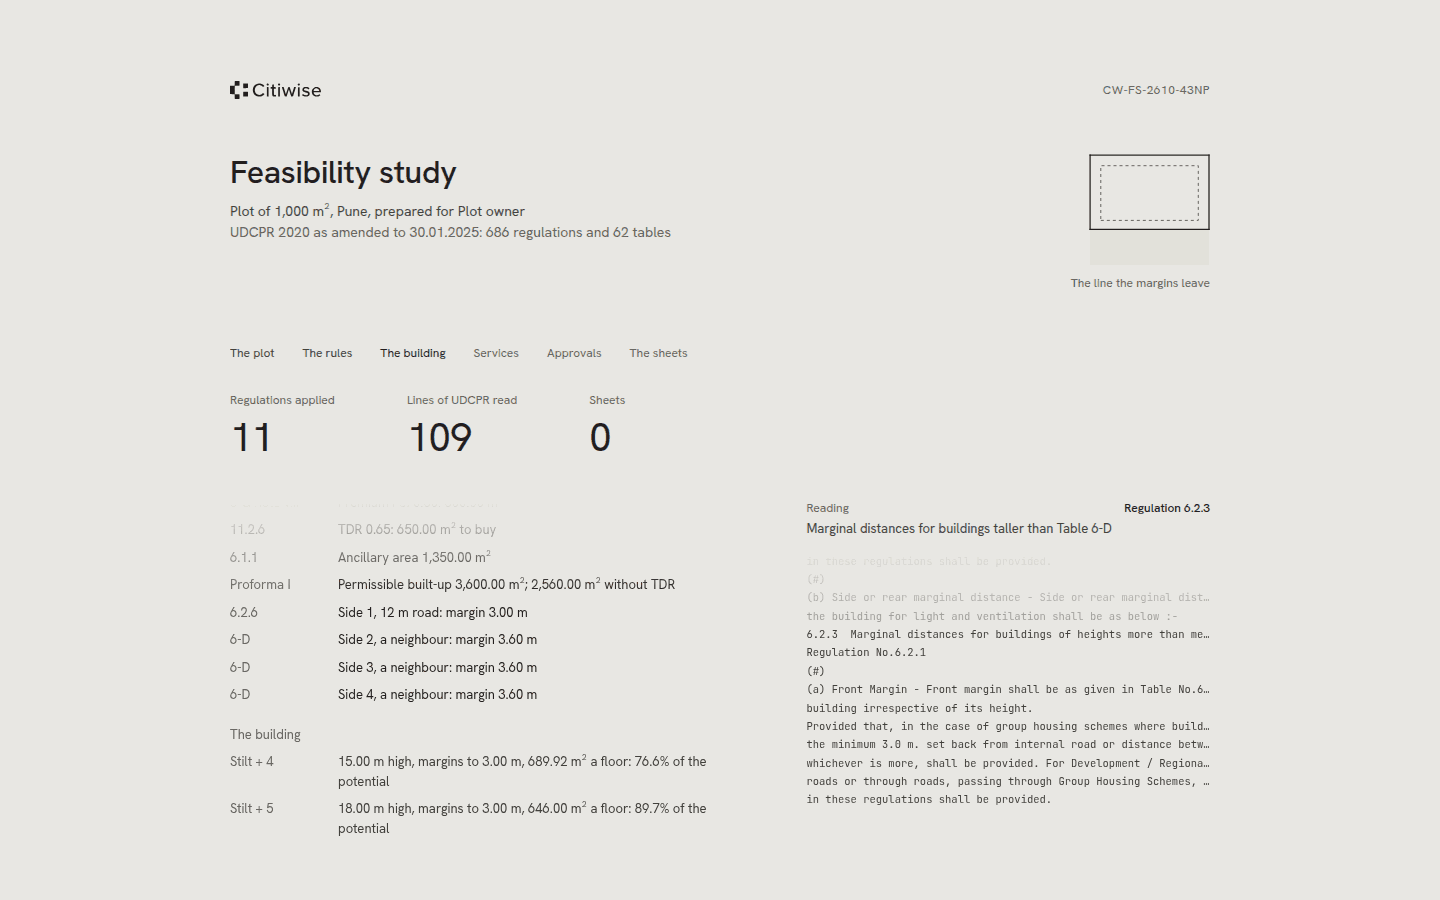 Citiwise
CW-FS-2610-43NP
Feasibility study
Plot of 1,000 m², Pune, prepared for Plot owner
UDCPR 2020 as amended to 30.01.2025: 686 regulations and 62 tables
The line the margins leave
The plot The rules The building Services Approvals The sheets
Regulations applied Lines of UDCPR read Sheets
11 109 0
11.2.6 TDR 0.65: 650.00 m² to buy
6.1.1 Ancillary area 1,350.00 m²
Proforma I Permissible built-up 3,600.00 m²; 2,560.00 m² without TDR
6.2.6 Side 1, 12 m road: margin 3.00 m
6-D Side 2, a neighbour: margin 3.60 m
6-D Side 3, a neighbour: margin 3.60 m
6-D Side 4, a neighbour: margin 3.60 m
The building
Stilt + 4 15.00 m high, margins to 3.00 m, 689.92 m² a floor: 76.6% of the
potential
Stilt + 5 18.00 m high, margins to 3.00 m, 646.00 m² a floor: 89.7% of the
potential
Reading Regulation 6.2.3
Marginal distances for buildings taller than Table 6-D
in these regulations shall be provided.
(#)
(b) Side or rear marginal distance - Side or rear marginal dist…
the building for light and ventilation shall be as below :-
6.2.3 Marginal distances for buildings of heights more than me…
Regulation No.6.2.1
(#)
(a) Front Margin - Front margin shall be as given in Table No.6…
building irrespective of its height.
Provided that, in the case of group housing schemes where build…
the minimum 3.0 m. set back from internal road or distance betw…
whichever is more, shall be provided. For Development / Regiona…
roads or through roads, passing through Group Housing Schemes, …
in these regulations shall be provided.